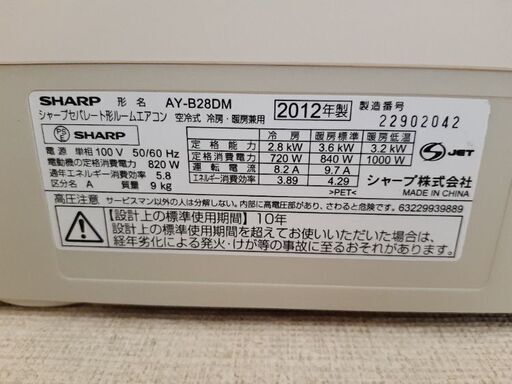 SHARP 形名 AY-B28DM 2012年製 製造番号
シャープセパレート形ルームエアコン 空冷式 冷房・暖房兼用 22902042
PS E SHARP
電源 単相100V 50/60 Hz
電動機の定格消費電力 820 W
通年エネルギー消費効率 5.8
区分名 A 質量 9 kg
冷房 暖房標準 暖房低温
定格能力 2.8 kW 3.6 kW 3.2 kW
定格消費電力 720 W 840 W 1000 W
運転電流 8.2 A 9.7 A
エネルギー消費効率 3.89 4.29
>PET<
S JET
シャープ株式会社
MADE IN CHINA
高圧注意 サービスマン以外の人は、お開けにならないでください。内部に高電圧部があり、さわると危険です。 63229939889
【設計上の標準使用期間】10年
設計上の標準使用期間を超えてお使いいただいた場合は、
経年劣化による発火・けが等の事故に至るおそれがあります。